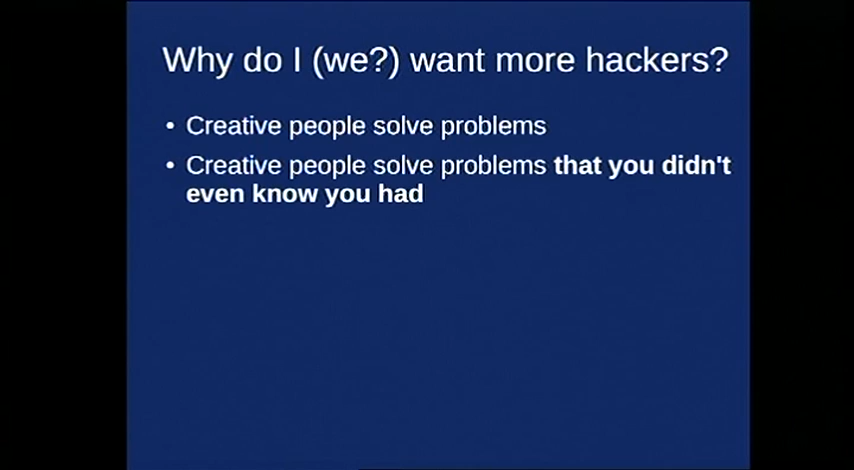 Why do I (we?) want more hackers?
• Creative people solve problems
• Creative people solve problems that you didn't
even know you had